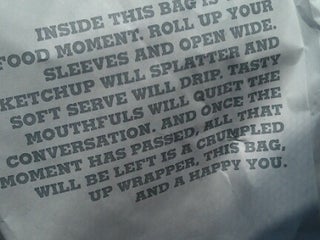 INSIDE THIS BAG IS
FOOD MOMENT. ROLL UP YOUR
SLEEVES AND OPEN WIDE.
KETCHUP WILL SPLATTER AND
SOFT SERVE WILL DRIP. TASTY
MOUTHFULS WILL QUIET THE
CONVERSATION. AND ONCE THE
MOMENT HAS PASSED, ALL THAT
WILL BE LEFT IS A CRUMPLED
UP WRAPPER, THIS BAG,
AND A HAPPY YOU.